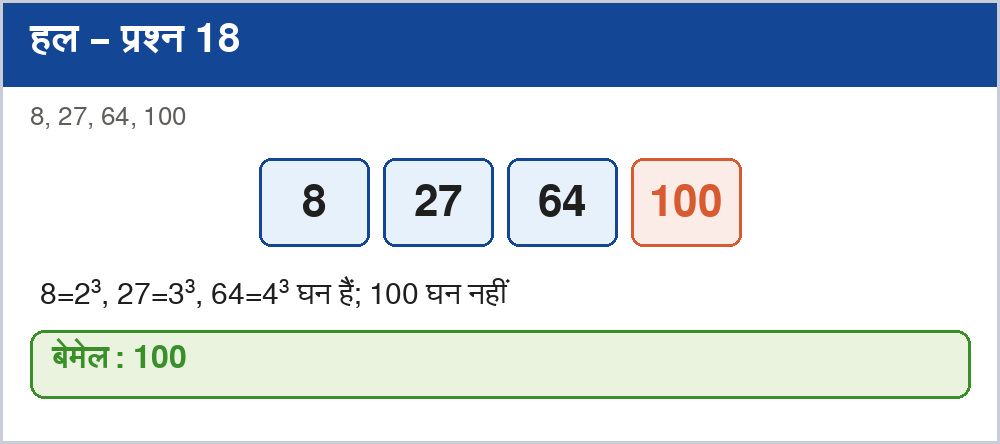 हल – प्रश्न 18
8, 27, 64, 100
8 27 64 100
8=2³, 27=3³, 64=4³ घन हैं; 100 घन नहीं
बेमेल : 100